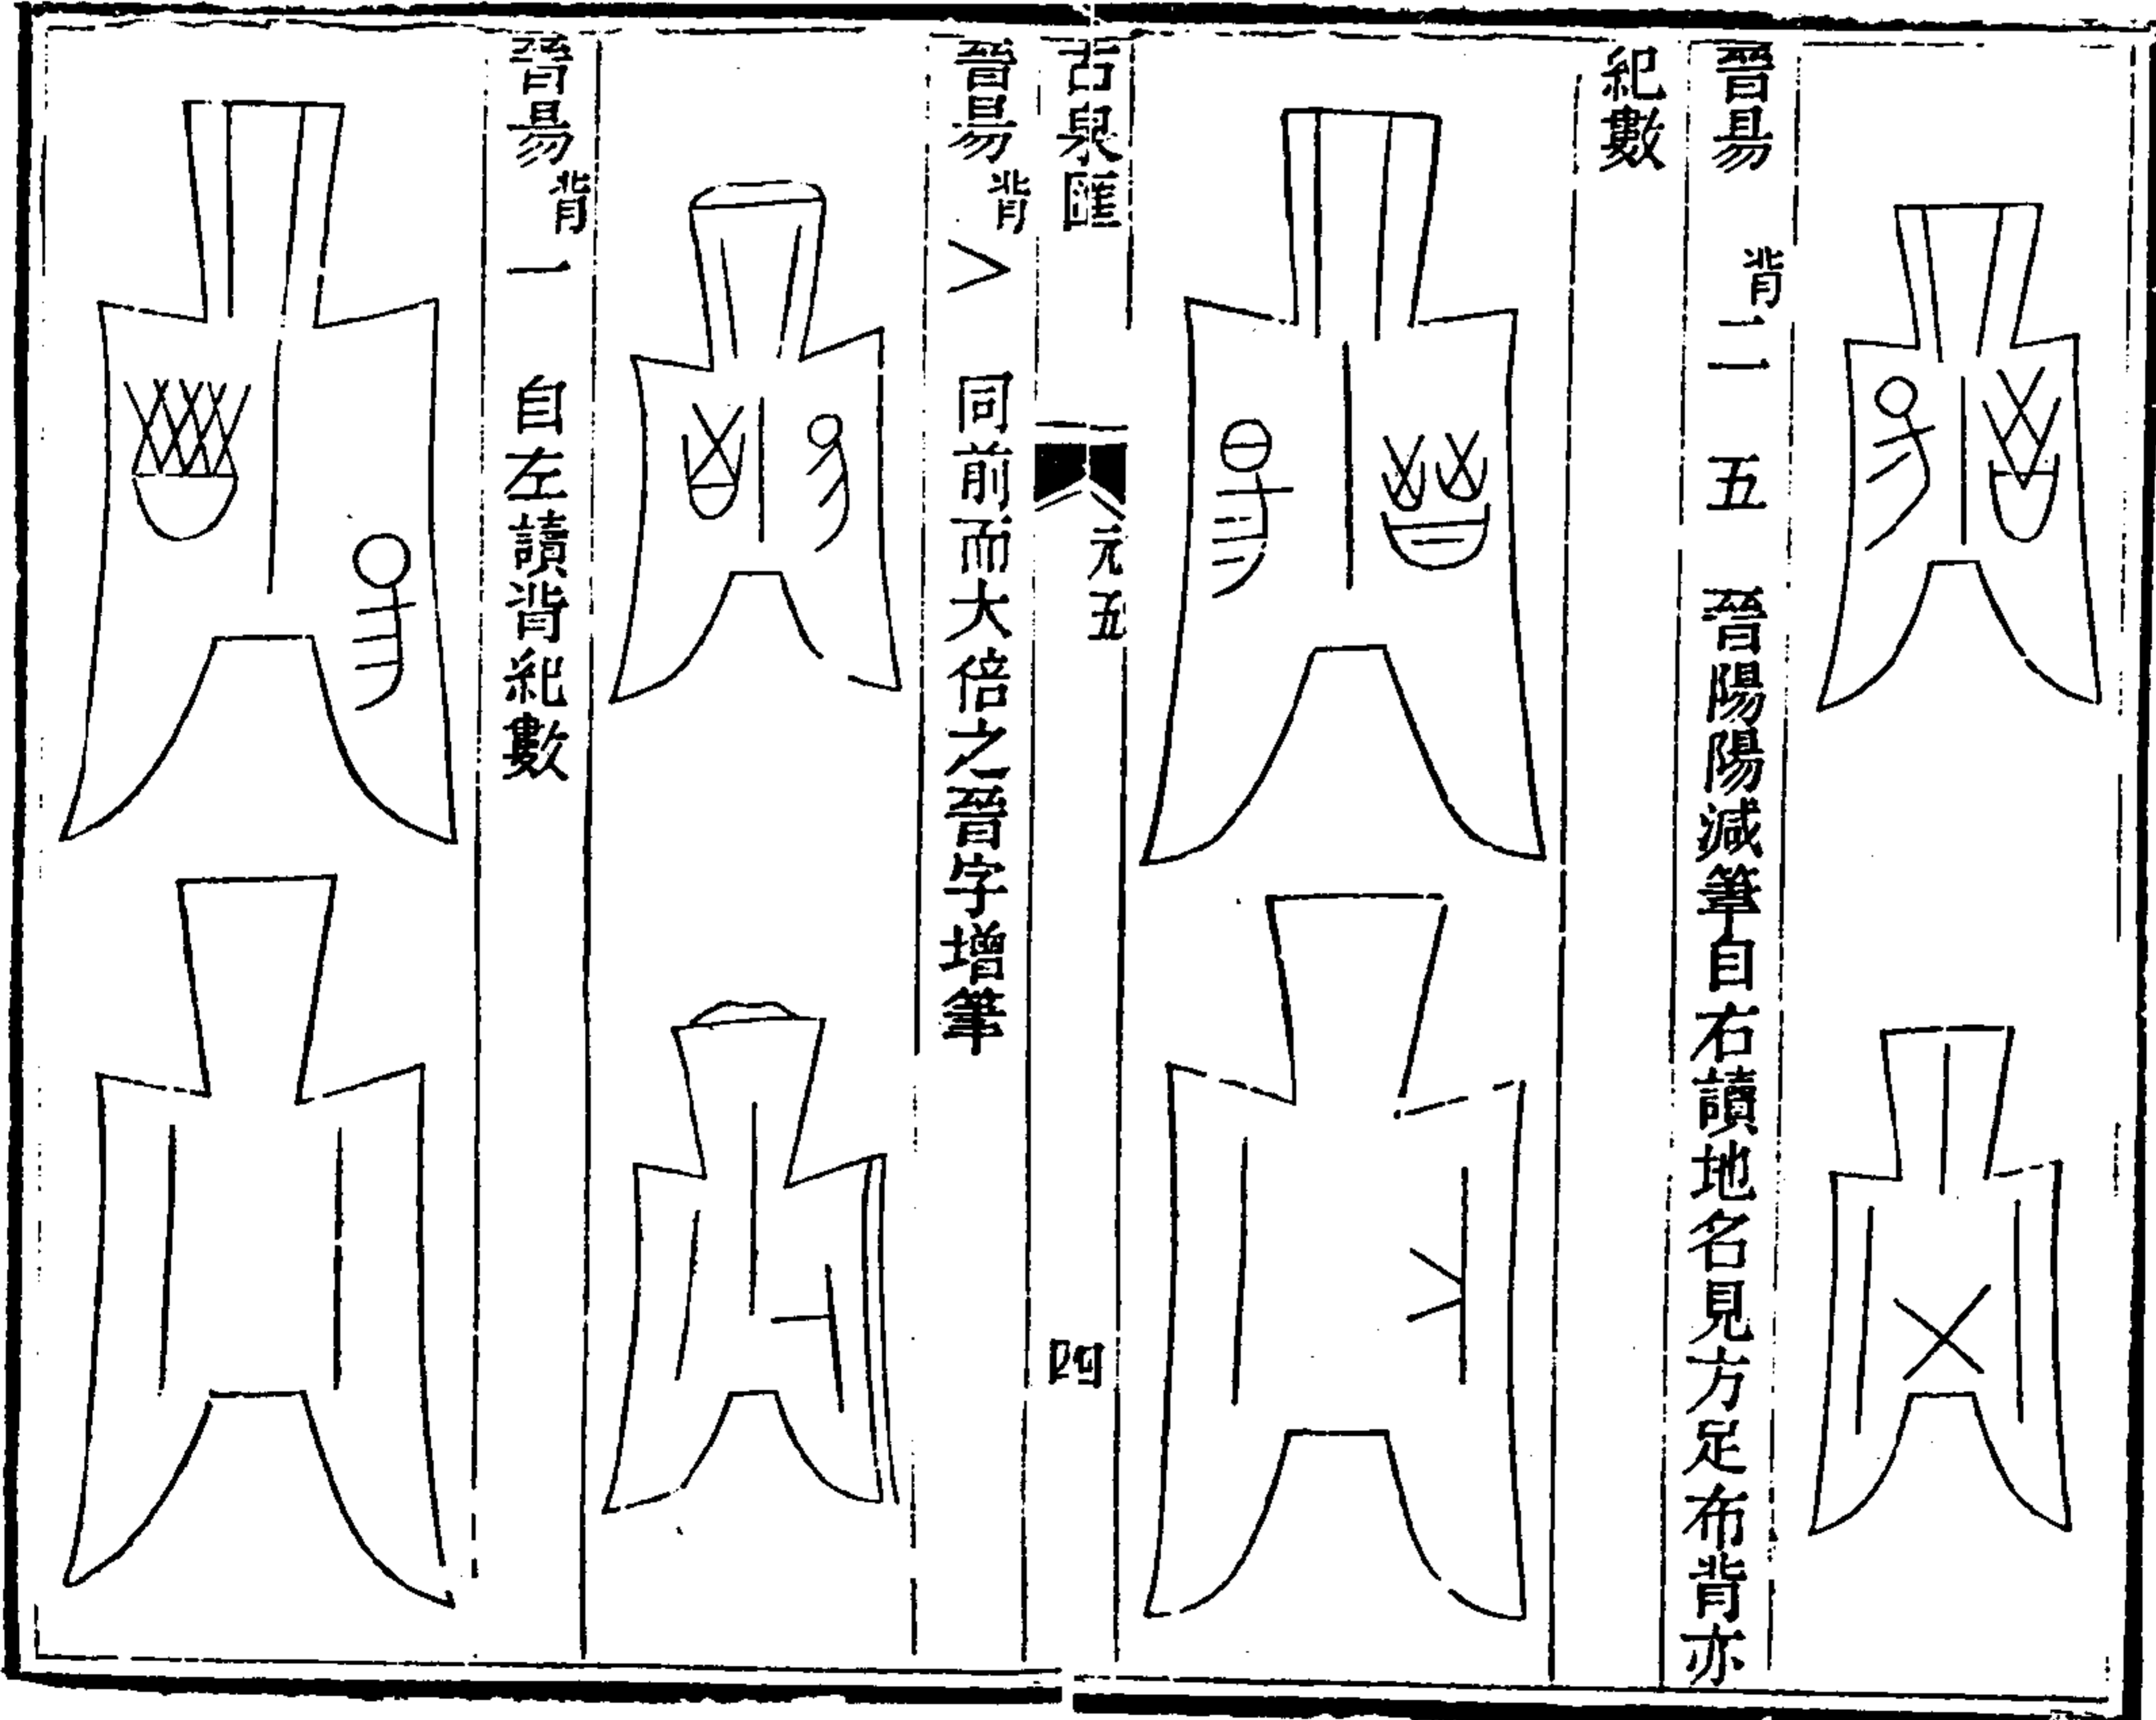 晉昜 背 二 五 晉陽陽減筆自右讀地名見方足布背亦
紀數
古泉匯 元五 四
晉昜 背 > 同前而大倍之晉字增筆
晉昜 背 一 自左讀背紀數